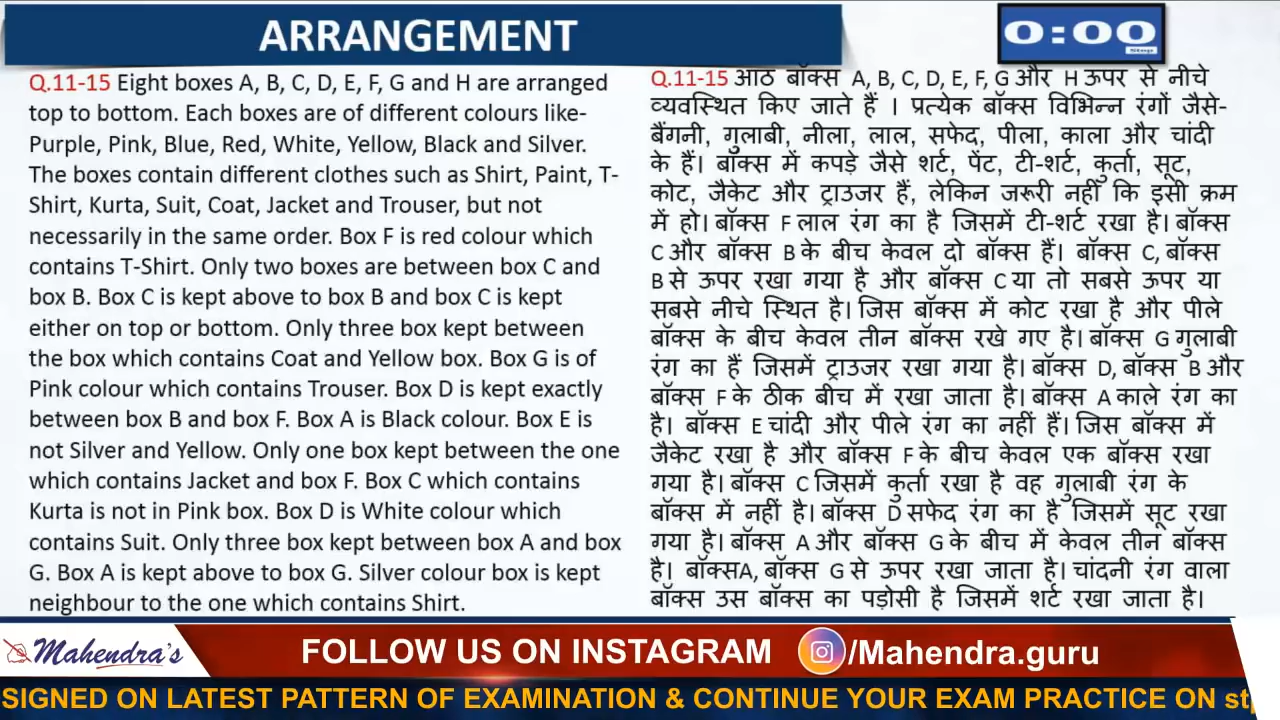 ARRANGEMENT
0:00
Stop
Q.11-15 Eight boxes A, B, C, D, E, F, G and H are arranged
top to bottom. Each boxes are of different colours like-
Purple, Pink, Blue, Red, White, Yellow, Black and Silver.
The boxes contain different clothes such as Shirt, Paint, T-
Shirt, Kurta, Suit, Coat, Jacket and Trouser, but not
necessarily in the same order. Box F is red colour which
contains T-Shirt. Only two boxes are between box C and
box B. Box C is kept above to box B and box C is kept
either on top or bottom. Only three box kept between
the box which contains Coat and Yellow box. Box G is of
Pink colour which contains Trouser. Box D is kept exactly
between box B and box F. Box A is Black colour. Box E is
not Silver and Yellow. Only one box kept between the one
which contains Jacket and box F. Box C which contains
Kurta is not in Pink box. Box D is White colour which
contains Suit. Only three box kept between box A and box
G. Box A is kept above to box G. Silver colour box is kept
neighbour to the one which contains Shirt.
Q.11-15 आठ बॉक्स A, B, C, D, E, F, G और H ऊपर से नीचे
व्यवस्थित किए जाते हैं । प्रत्येक बॉक्स विभिन्न रंगों जैसे-
बैंगनी, गुलाबी, नीला, लाल, सफेद, पीला, काला और चांदी
के हैं। बॉक्स में कपड़े जैसे शर्ट, पेंट, टी-शर्ट, कुर्ता, सूट,
कोट, जैकेट और ट्राउजर हैं, लेकिन जरूरी नहीं कि इसी क्रम
में हो। बॉक्स F लाल रंग का है जिसमें टी-शर्ट रखा है। बॉक्स
C और बॉक्स B के बीच केवल दो बॉक्स हैं। बॉक्स C, बॉक्स
B से ऊपर रखा गया है और बॉक्स C या तो सबसे ऊपर या
सबसे नीचे स्थित है। जिस बॉक्स में कोट रखा है और पीले
बॉक्स के बीच केवल तीन बॉक्स रखे गए है। बॉक्स G गुलाबी
रंग का हैं जिसमें ट्राउजर रखा गया है। बॉक्स D, बॉक्स B और
बॉक्स F के ठीक बीच में रखा जाता है। बॉक्स A काले रंग का
है। बॉक्स E चांदी और पीले रंग का नहीं हैं। जिस बॉक्स में
जैकेट रखा है और बॉक्स F के बीच केवल एक बॉक्स रखा
गया है। बॉक्स C जिसमें कुर्ता रखा है वह गुलाबी रंग के
बॉक्स में नहीं है। बॉक्स D सफेद रंग का है जिसमें सूट रखा
गया है। बॉक्स A और बॉक्स G के बीच में केवल तीन बॉक्स
है। बॉक्सA, बॉक्स G से ऊपर रखा जाता है। चांदनी रंग वाला
बॉक्स उस बॉक्स का पड़ोसी है जिसमें शर्ट रखा जाता है।
Mahendra's
FOLLOW US ON INSTAGRAM /Mahendra.guru
SIGNED ON LATEST PATTERN OF EXAMINATION & CONTINUE YOUR EXAM PRACTICE ON